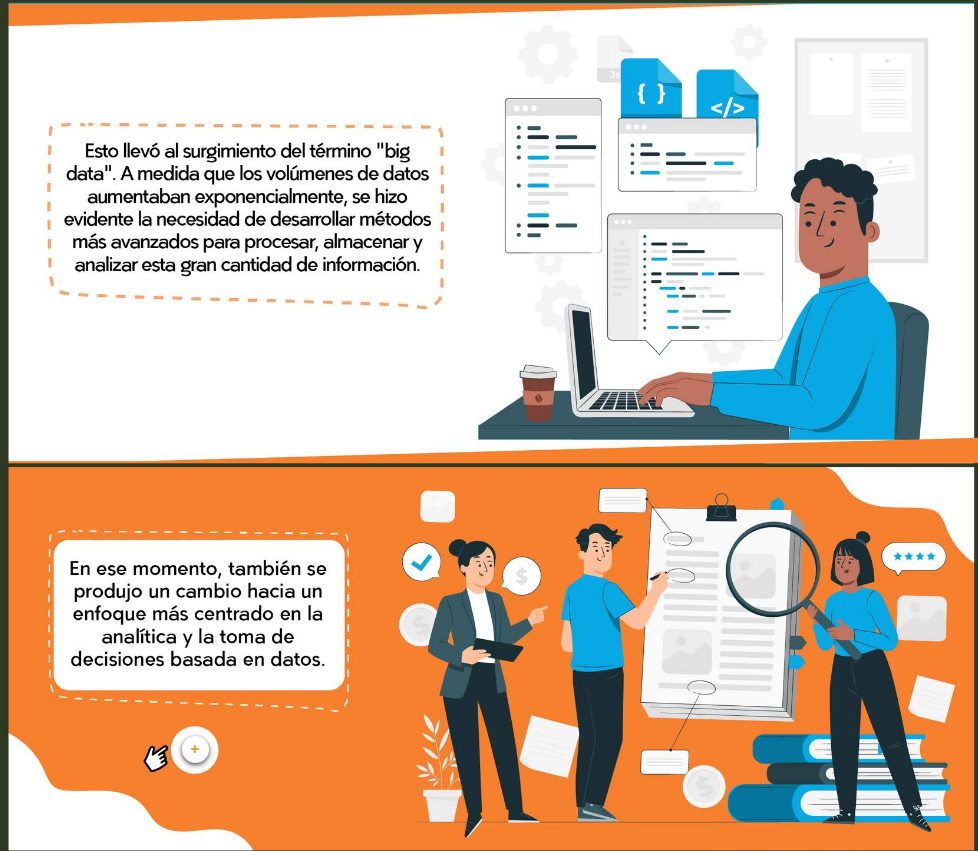 Esto llevó al surgimiento del término "big
data". A medida que los volúmenes de datos
aumentaban exponencialmente, se hizo
evidente la necesidad de desarrollar métodos
más avanzados para procesar, almacenar y
analizar esta gran cantidad de información.
Js
{ }
</>
En ese momento, también se
produjo un cambio hacia un
enfoque más centrado en la
analítica y la toma de
decisiones basada en datos.
$
$
$
+